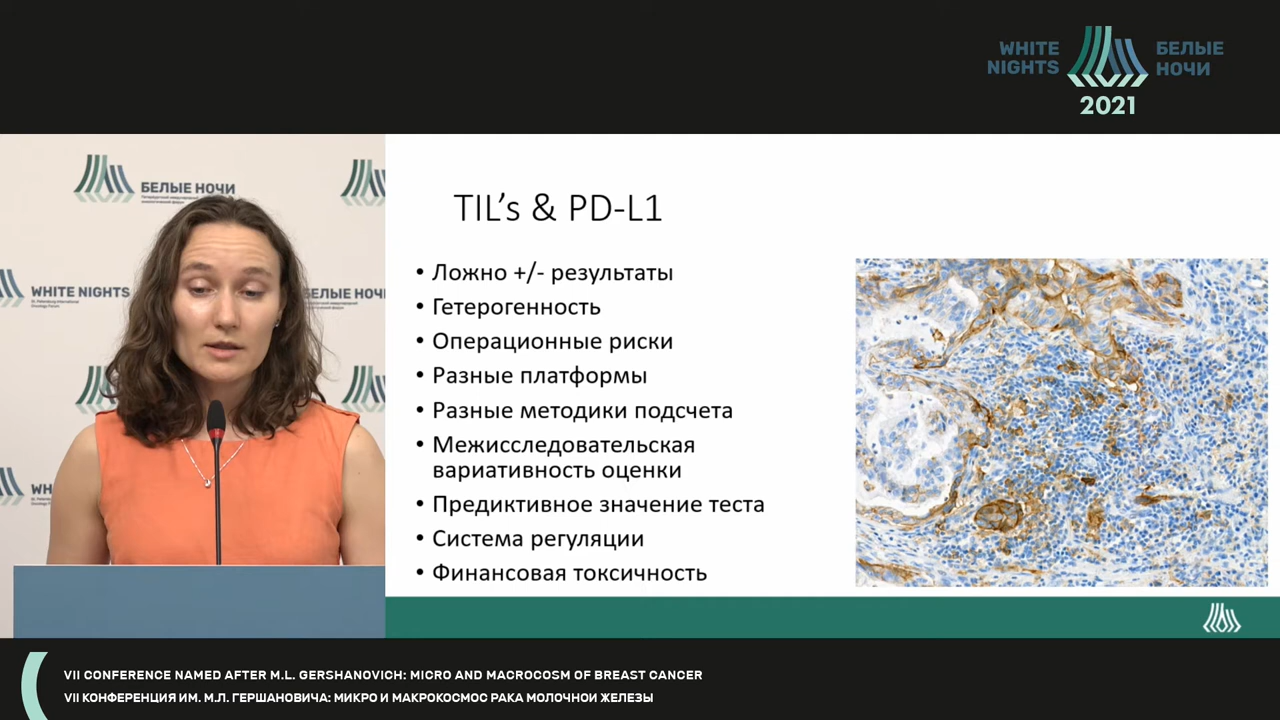 WHITE
NIGHTS
БЕЛЫЕ
НОЧИ
2021
БЕЛЫЕ НОЧИ
WHITE NIGHTS
БЕЛЫЕ НОЧ
WH
TIL’s & PD-L1
• Ложно +/- результаты
• Гетерогенность
• Операционные риски
• Разные платформы
• Разные методики подсчета
• Межисследовательская
вариативность оценки
• Предиктивное значение теста
• Система регуляции
• Финансовая токсичность
VII CONFERENCE NAMED AFTER M.L. GERSHANOVICH: MICRO AND MACROCOSM OF BREAST CANCER
VII КОНФЕРЕНЦИЯ ИМ. М.Л. ГЕРШАНОВИЧА: МИКРО И МАКРОКОСМОС РАКА МОЛОЧНОЙ ЖЕЛЕЗЫ